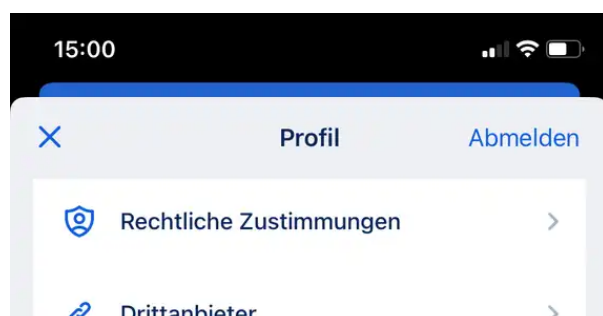 15:00
Profil
Abmelden
Rechtliche Zustimmungen
Drittanbieter